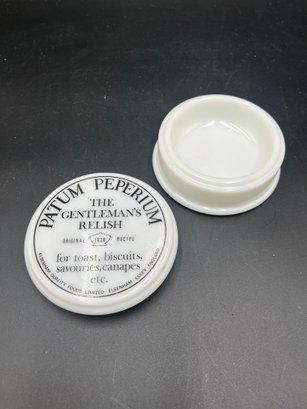 PATUM PEPERIUM
THE
GENTLEMAN'S
RELISH
ORIGINAL 1828 RECIPE
for toast, biscuits,
savouries, canapes
etc.
ELSENHAM QUALITY FOODS LIMITED ELSENHAM ESSEX ENGLAND